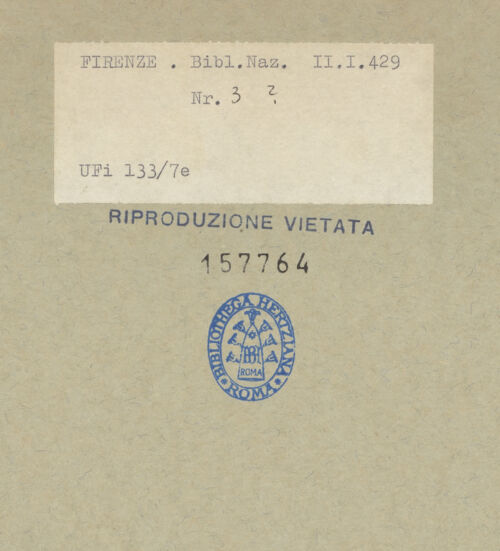 FIRENZE . Bibl.Naz. II.I.429
Nr. 3 ?
UFi 133/7e
RIPRODUZIONE VIETATA
157764
BIBLIOTHECA HERTZIANA
ROMA
ROMA